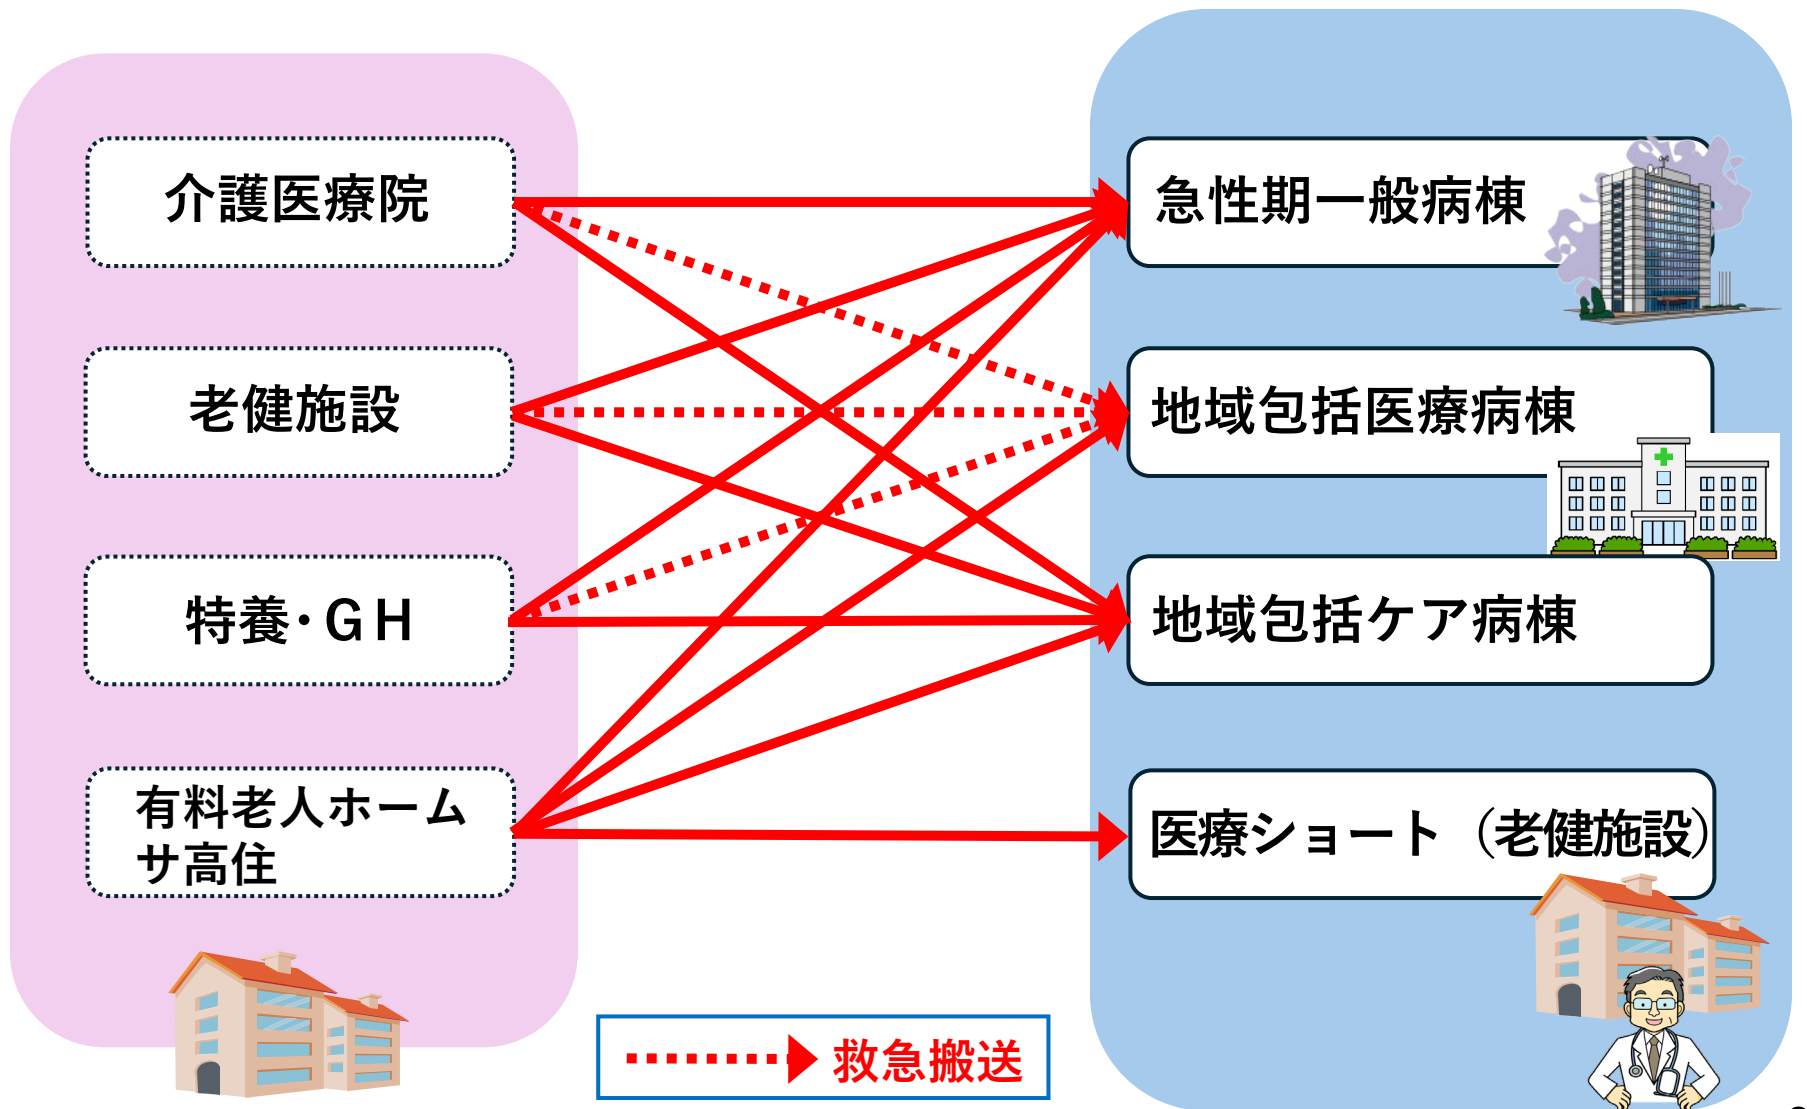 介護医療院
急性期一般病棟
老健施設
地域包括医療病棟
特養・GH
地域包括ケア病棟
有料老人ホーム
サ高住
医療ショート（老健施設）
救急搬送